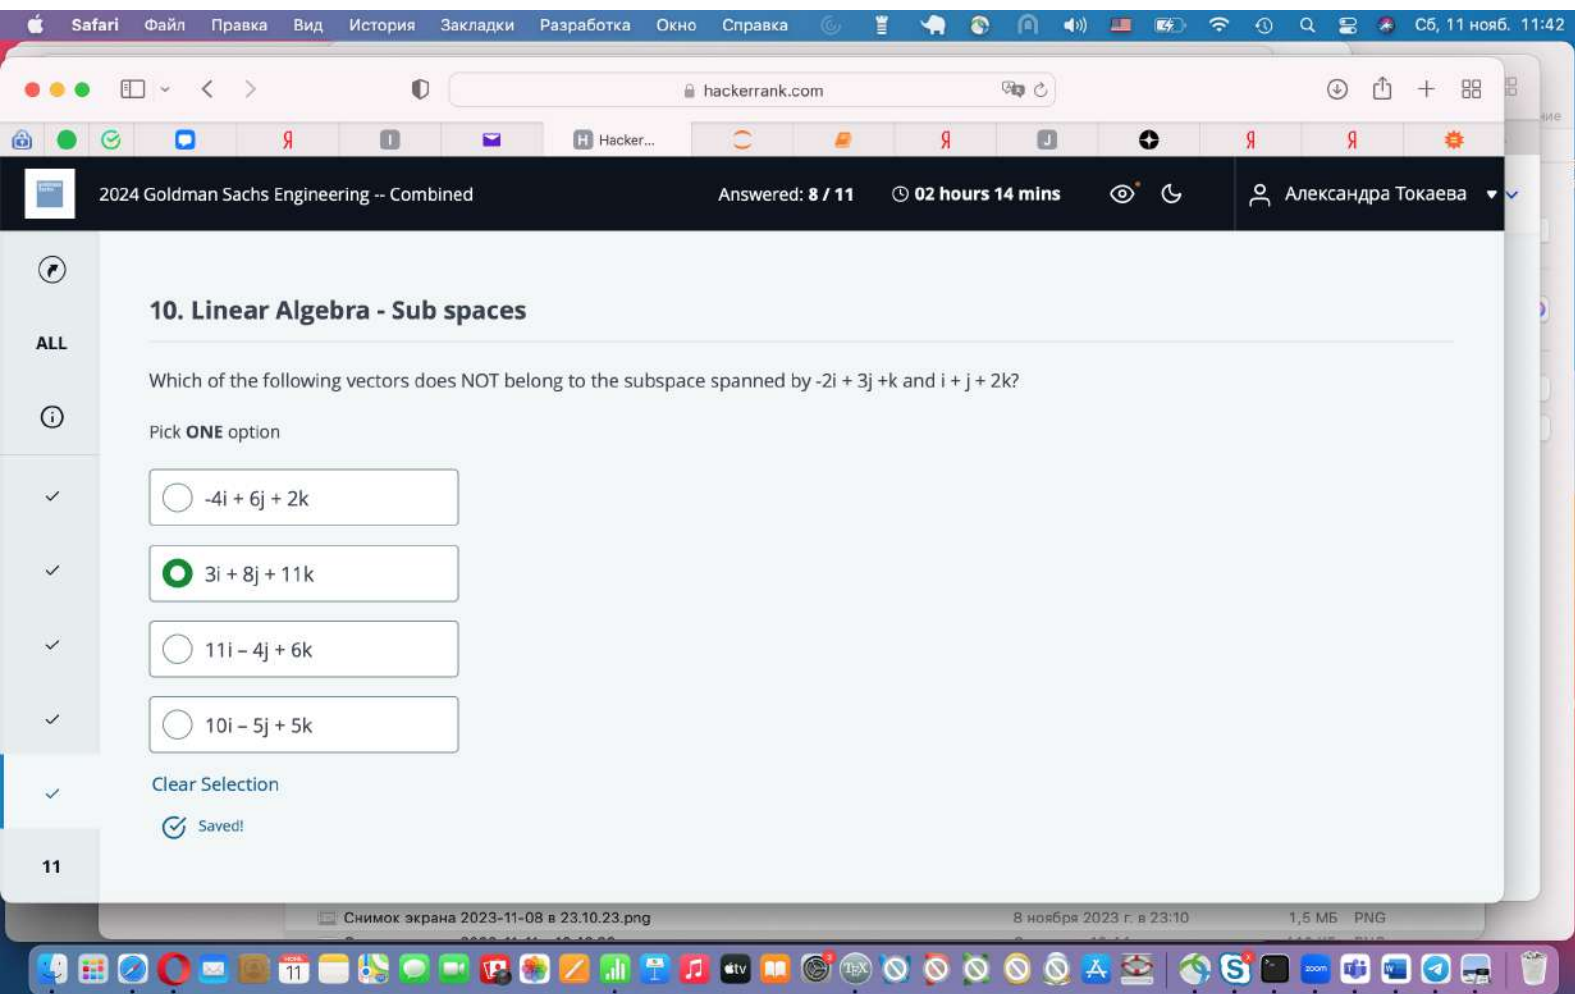 Safari Файл Правка Вид История Закладки Разработка Окно Справка Сб, 11 нояб. 11:42
hackerrank.com
Я I H Hacker... Я J Я Я
2024 Goldman Sachs Engineering -- Combined Answered: 8 / 11 02 hours 14 mins Александра Токаева
10. Linear Algebra - Sub spaces
ALL
Which of the following vectors does NOT belong to the subspace spanned by -2i + 3j +k and i + j + 2k?
Pick ONE option
-4i + 6j + 2k
3i + 8j + 11k
11i – 4j + 6k
10i – 5j + 5k
Clear Selection
Saved!
11
Снимок экрана 2023-11-08 в 23.10.23.png 8 ноября 2023 г. в 23:10 1,5 МБ PNG
11 tv TEX S zoom W